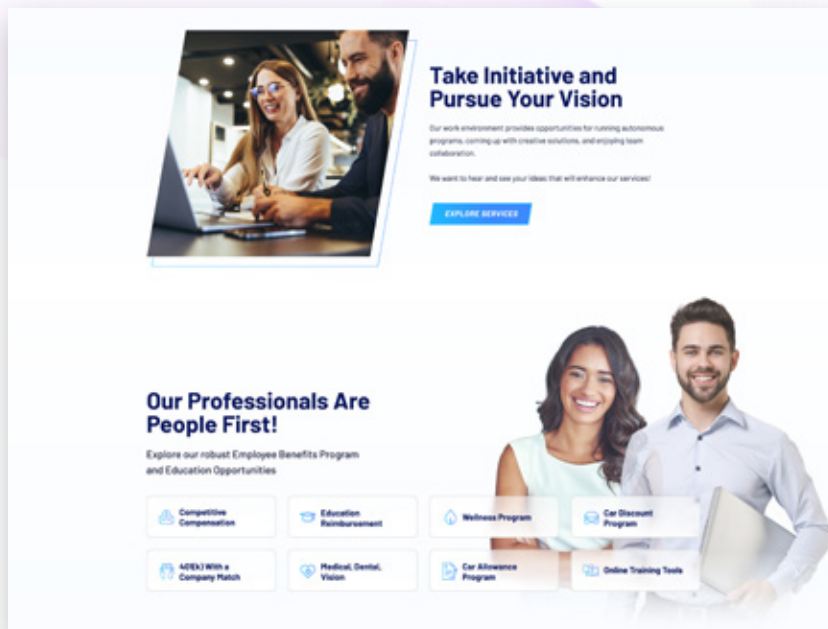 Take Initiative and
Pursue Your Vision
Our work environment provides opportunities for running autonomous
programs, coming up with creative solutions, and enjoying team
collaboration.
We want to hear and see your ideas that will enhance our services!
EXPLORE SERVICES
Our Professionals Are
People First!
Explore our robust Employee Benefits Program
and Education Opportunities
Competitive
Compensation
Education
Reimbursement
Wellness Program
Car Discount
Program
401(k) With a
Company Match
Medical, Dental,
Vision
Car Allowance
Program
Online Training Tools